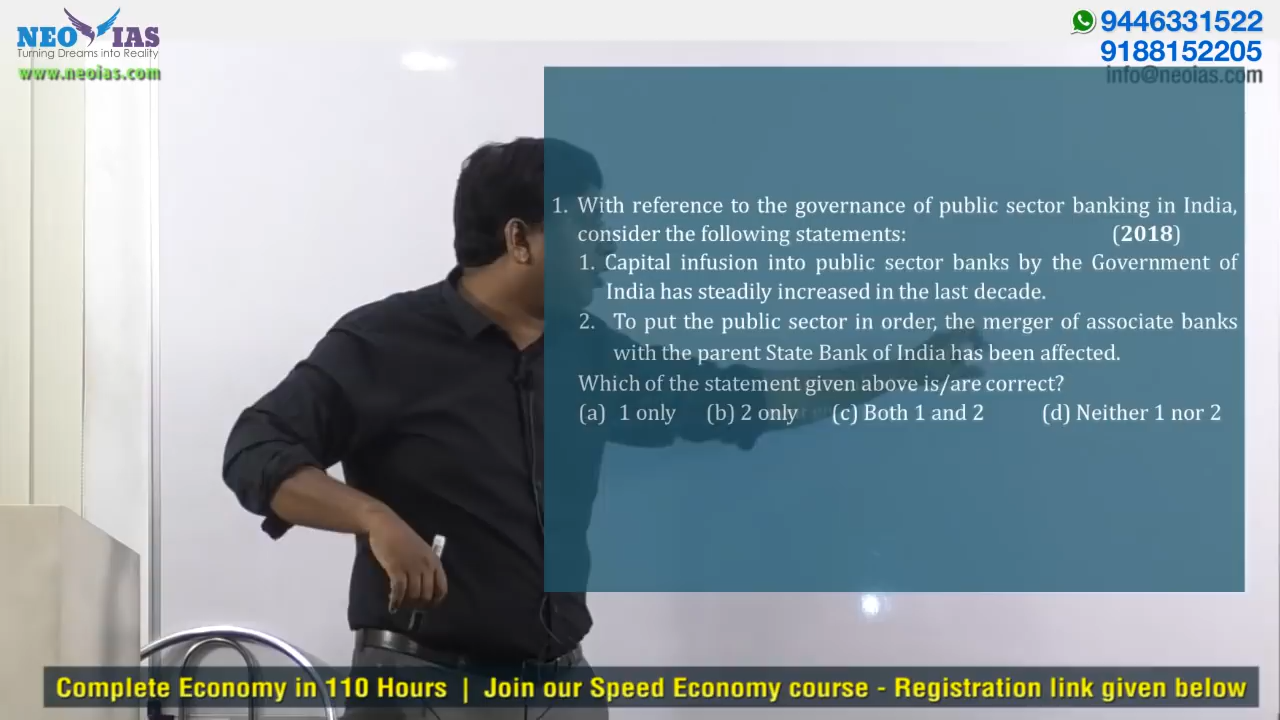 NEO IAS
Turning Dreams into Reality
www.neoias.com
9446331522
9188152205
info@neoias.com
1. With reference to the governance of public sector banking in India,
consider the following statements: (2018)
1. Capital infusion into public sector banks by the Government of
India has steadily increased in the last decade.
2. To put the public sector in order, the merger of associate banks
with the parent State Bank of India has been affected.
Which of the statement given above is/are correct?
(a) 1 only (b) 2 only (c) Both 1 and 2 (d) Neither 1 nor 2
Complete Economy in 110 Hours | Join our Speed Economy course - Registration link given below